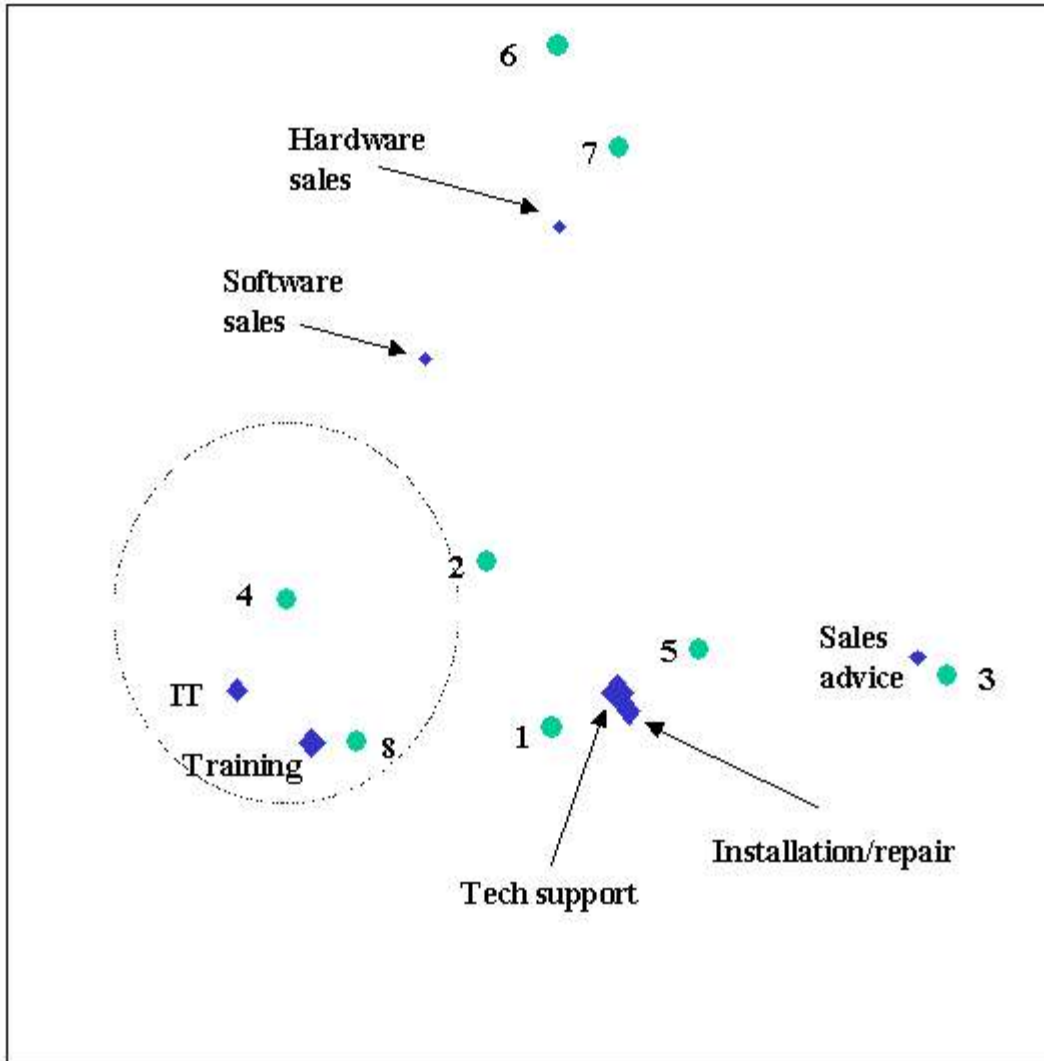 6
7
Hardware
sales
Software
sales
2
4
5
Sales
advice
3
IT
1
8
Training
Installation/repair
Tech support